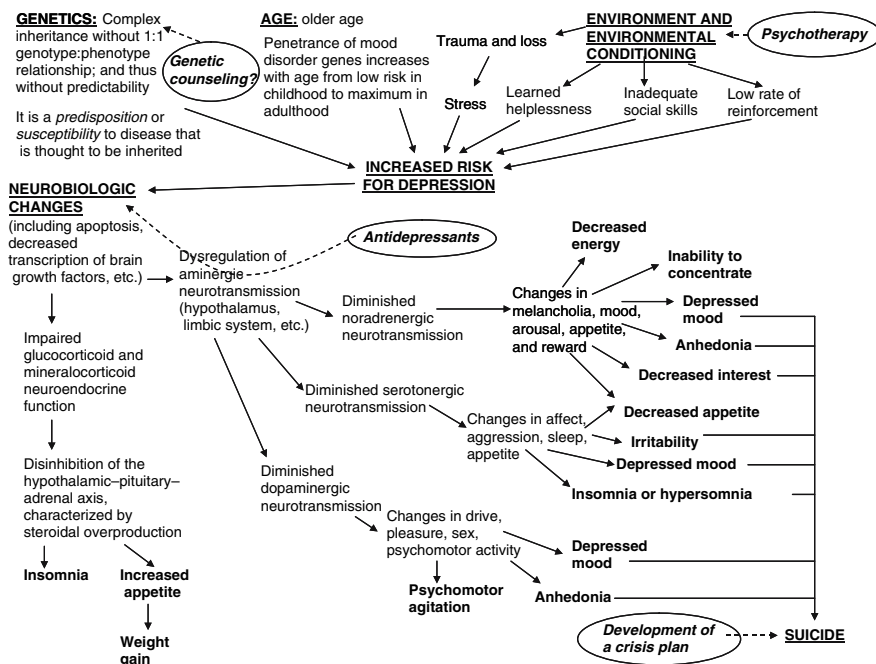 GENETICS: Complex
inheritance without 1:1
genotype:phenotype
relationship; and thus
without predictability
It is a predisposition or
susceptibility to disease that
is thought to be inherited
Genetic
counseling?
AGE: older age
Penetrance of mood
disorder genes increases
with age from low risk in
childhood to maximum in
adulthood
Trauma and loss
Stress
ENVIRONMENT AND
ENVIRONMENTAL
CONDITIONING
Psychotherapy
Learned
helplessness
Inadequate
social skills
Low rate of
reinforcement
INCREASED RISK
FOR DEPRESSION
NEUROBIOLOGIC
CHANGES
(including apoptosis,
decreased
transcription of brain
growth factors, etc.)
Antidepressants
Dysregulation of
aminergic
neurotransmission
(hypothalamus,
limbic system, etc.)
Impaired
glucocorticoid and
mineralocorticoid
neuroendocrine
function
Disinhibition of the
hypothalamic–pituitary–
adrenal axis,
characterized by
steroidal overproduction
Insomnia
Increased
appetite
Weight
gain
Diminished
noradrenergic
neurotransmission
Changes in
melancholia, mood,
arousal, appetite,
and reward
Decreased
energy
Inability to
concentrate
Depressed
mood
Anhedonia
Decreased interest
Decreased appetite
Diminished serotonergic
neurotransmission
Changes in affect,
aggression, sleep,
appetite
Irritability
Depressed mood
Insomnia or hypersomnia
Diminished
dopaminergic
neurotransmission
Changes in drive,
pleasure, sex,
psychomotor activity
Psychomotor
agitation
Depressed
mood
Anhedonia
Development of
a crisis plan
SUICIDE